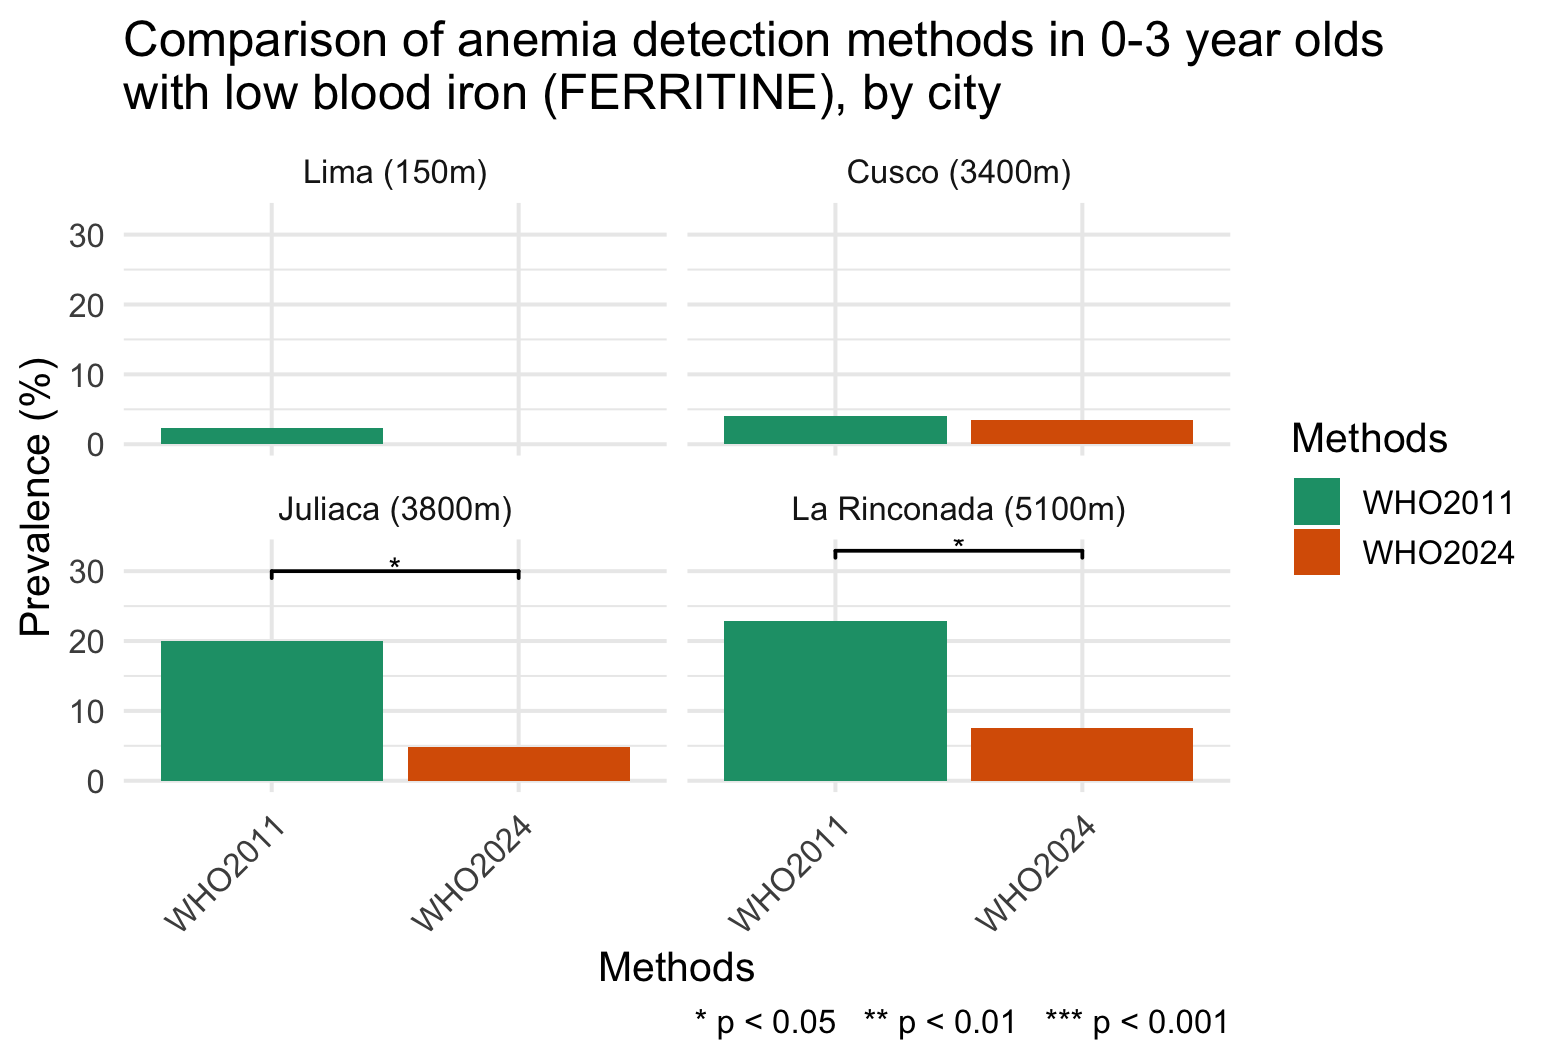 Comparison of anemia detection methods in 0-3 year olds
with low blood iron (FERRITINE), by city
Lima (150m)
Cusco (3400m)
30
20
10
0
Juliaca (3800m)
La Rinconada (5100m)
*
*
30
20
10
0
Prevalence (%)
WHO2011
WHO2024
WHO2011
WHO2024
Methods
* p < 0.05 ** p < 0.01 *** p < 0.001
Methods
WHO2011
WHO2024